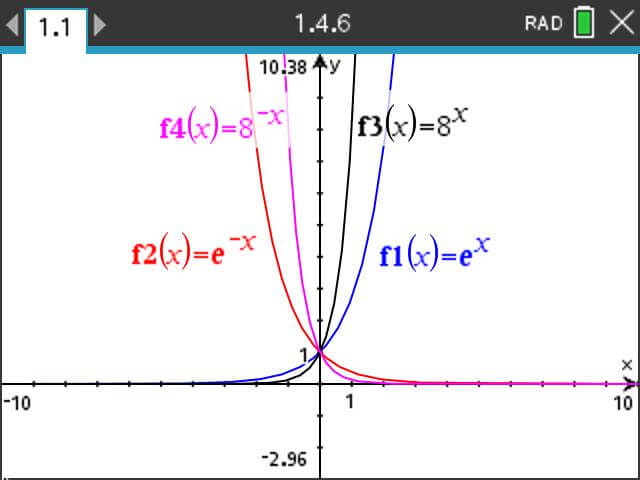 1.1 1.4.6 RAD
10.38 y
f4(x)=8^-x f3(x)=8^x
f2(x)=e^-x f1(x)=e^x
1 x
-10 1 10
-2.96